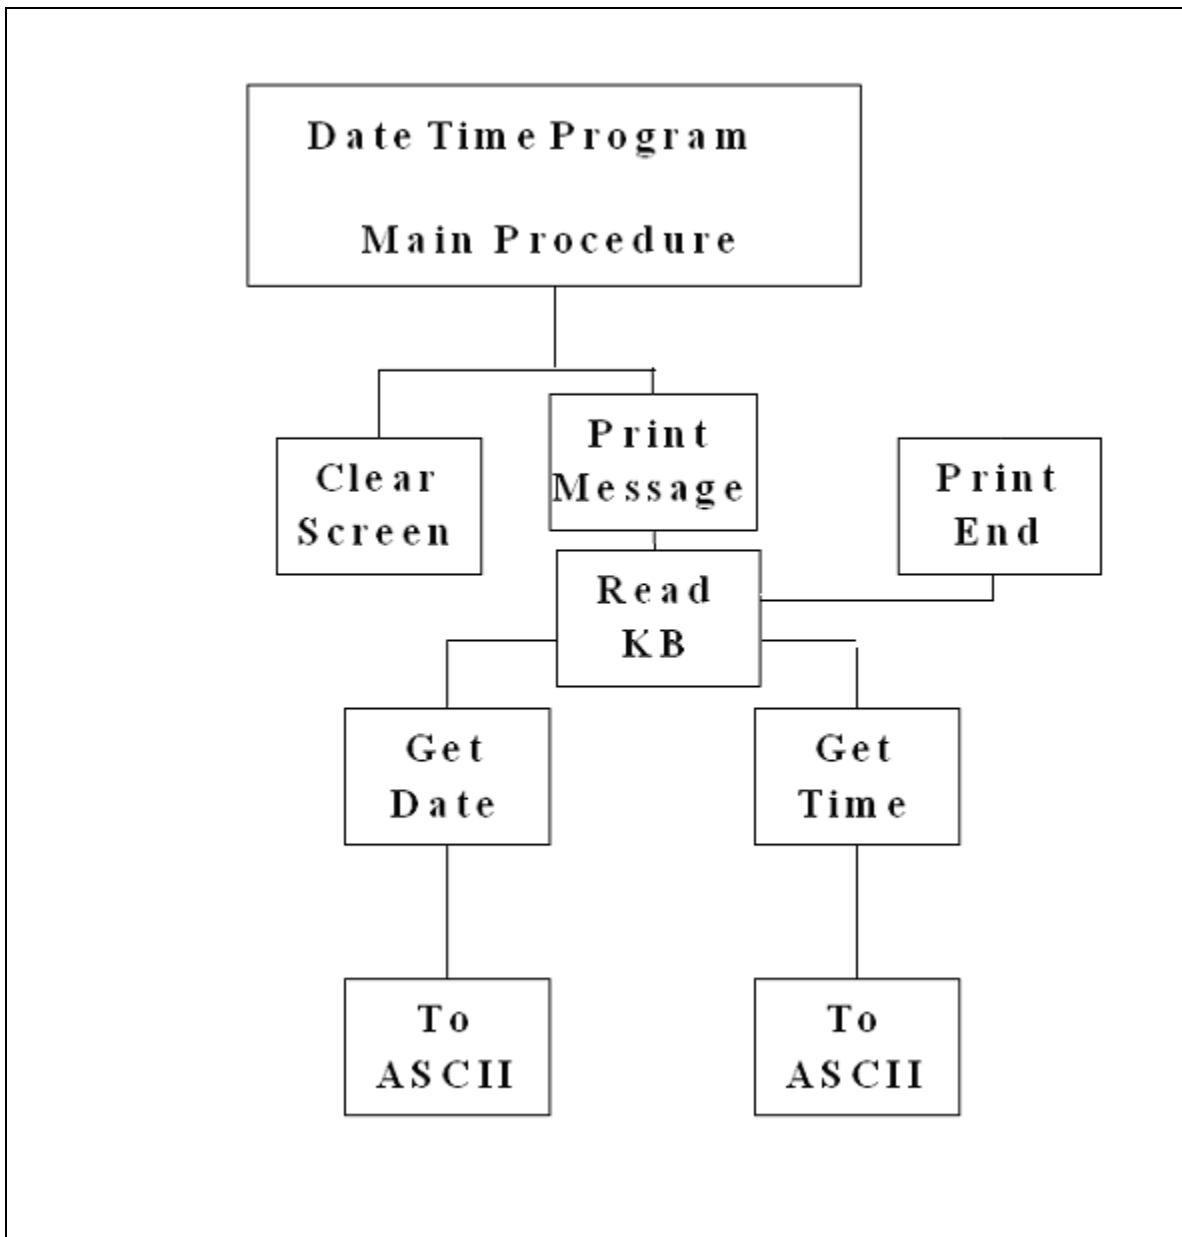 Date Time Program
Main Procedure
Clear
Screen
Print
Message
Print
End
Read
KB
Get
Date
Get
Time
To
ASCII
To
ASCII